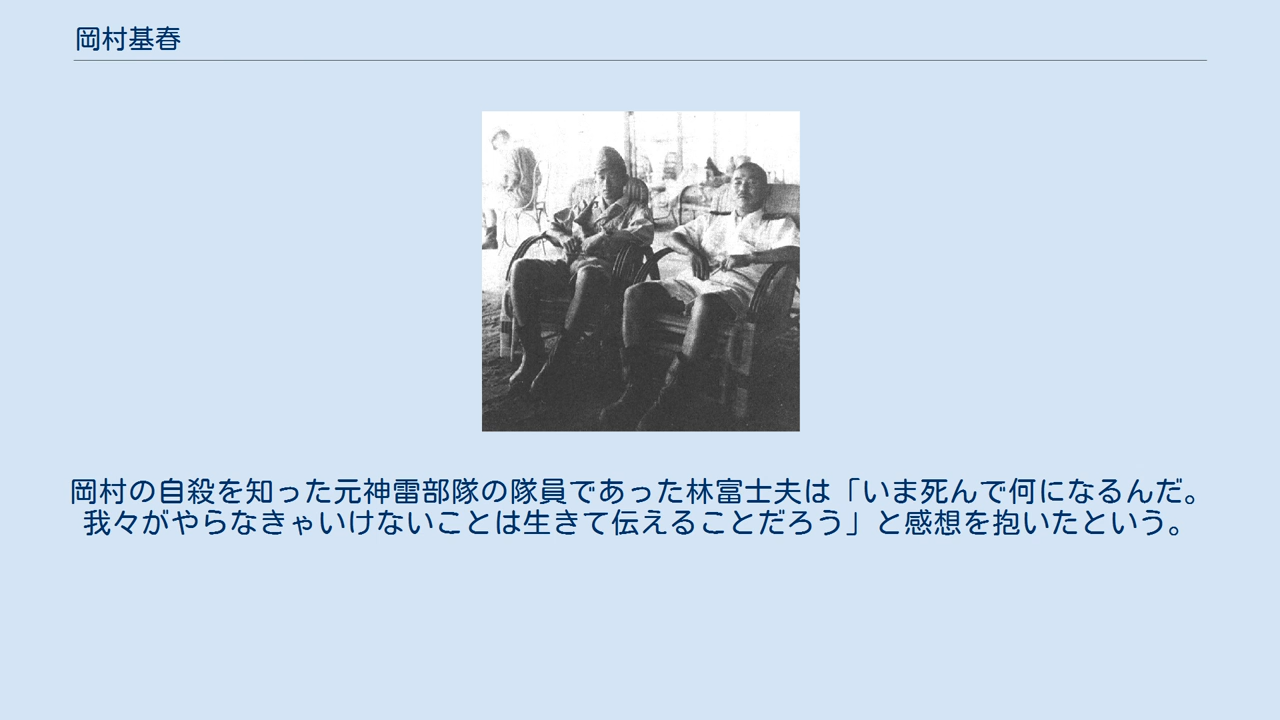 岡村基春
岡村の自殺を知った元神雷部隊の隊員であった林富士夫は「いま死んで何になるんだ。
我々がやらなきゃいけないことは生きて伝えることだろう」と感想を抱いたという。